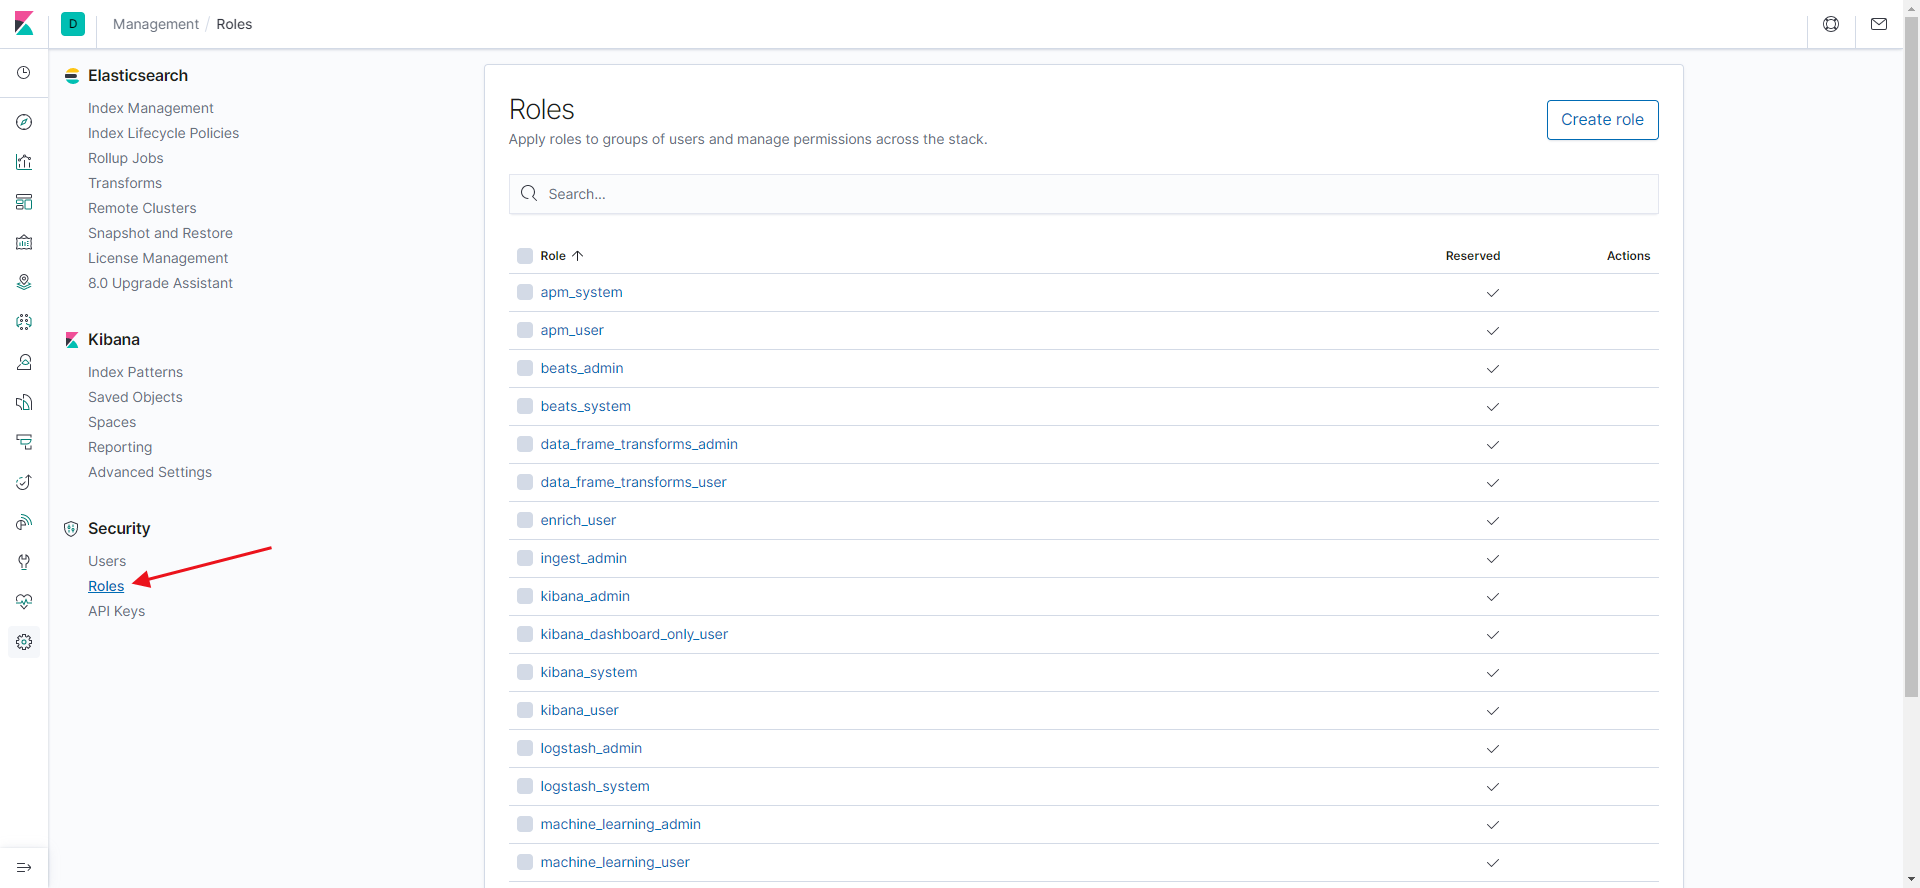 D
Management / Roles
Elasticsearch
Index Management
Index Lifecycle Policies
Rollup Jobs
Transforms
Remote Clusters
Snapshot and Restore
License Management
8.0 Upgrade Assistant
Kibana
Index Patterns
Saved Objects
Spaces
Reporting
Advanced Settings
Security
Users
Roles
API Keys
Roles
Apply roles to groups of users and manage permissions across the stack.
Create role
Search...
Role Reserved Actions
apm_system
apm_user
beats_admin
beats_system
data_frame_transforms_admin
data_frame_transforms_user
enrich_user
ingest_admin
kibana_admin
kibana_dashboard_only_user
kibana_system
kibana_user
logstash_admin
logstash_system
machine_learning_admin
machine_learning_user